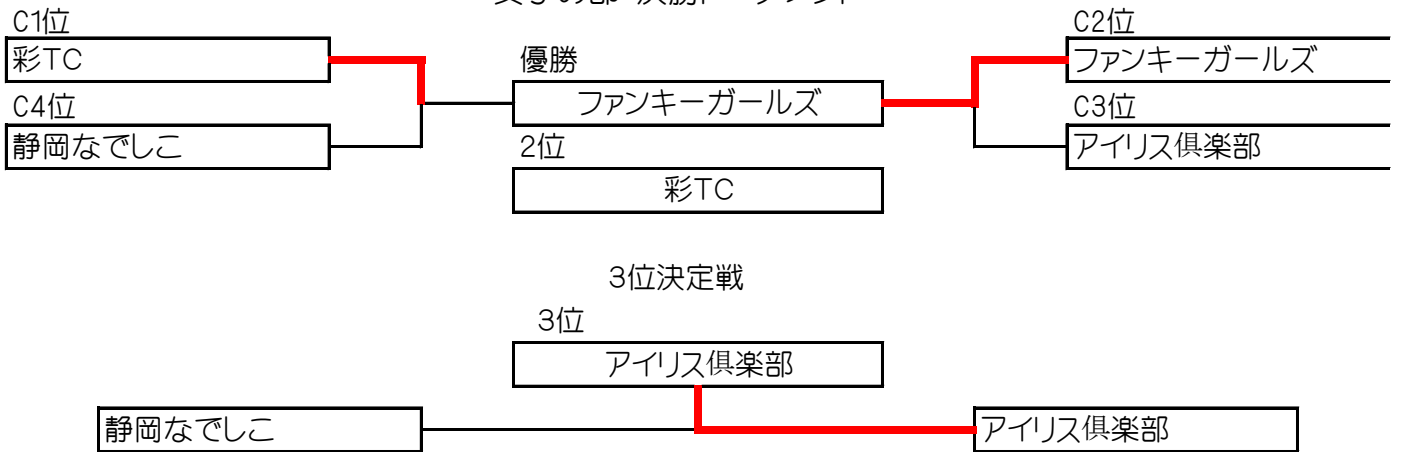 C1位
彩TC
C4位
静岡なでしこ
優勝
ファンキーガールズ
2位
彩TC
C2位
ファンキーガールズ
C3位
アイリス倶楽部
3位決定戦
3位
アイリス倶楽部
静岡なでしこ
アイリス倶楽部